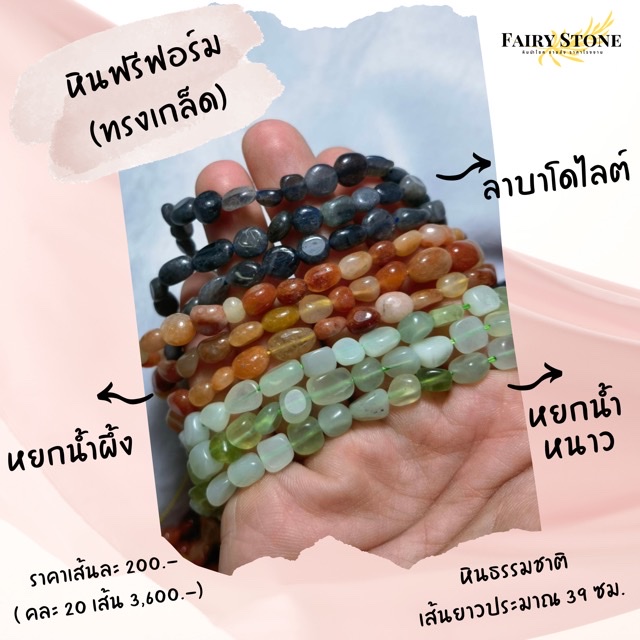 FAIRY STONE
หินฟรีฟอร์ม
(ทรงเกล็ด)
ลาบาโดไลต์
หยกน้ำผึ้ง
หยกน้ำ
หนาว
ราคาเส้นละ 200.-
( คละ 20 เส้น 3,600.-)
หินธรรมชาติ
เส้นยาวประมาณ 39 ซม.